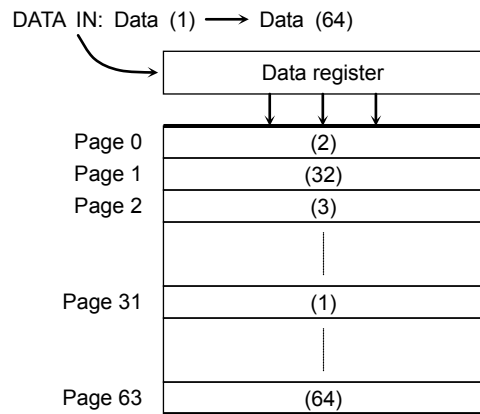 DATA IN: Data (1) → Data (64)
Data register
Page 0 (2)
Page 1 (32)
Page 2 (3)
Page 31 (1)
Page 63 (64)